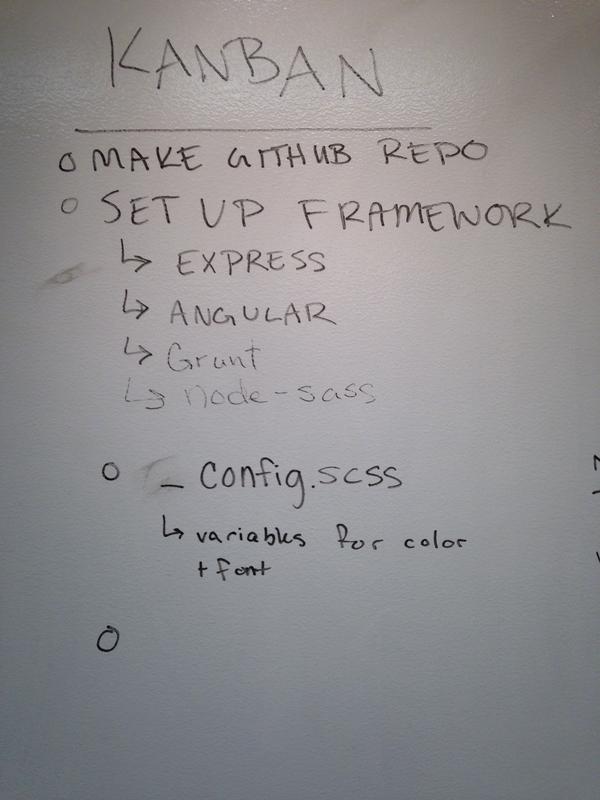 KANBAN
O MAKE GITHUB REPO
O SET UP FRAMEWORK
↳ EXPRESS
↳ ANGULAR
↳ Grunt
↳ node-sass
O _config.scss
↳ variables for color
+ font
O